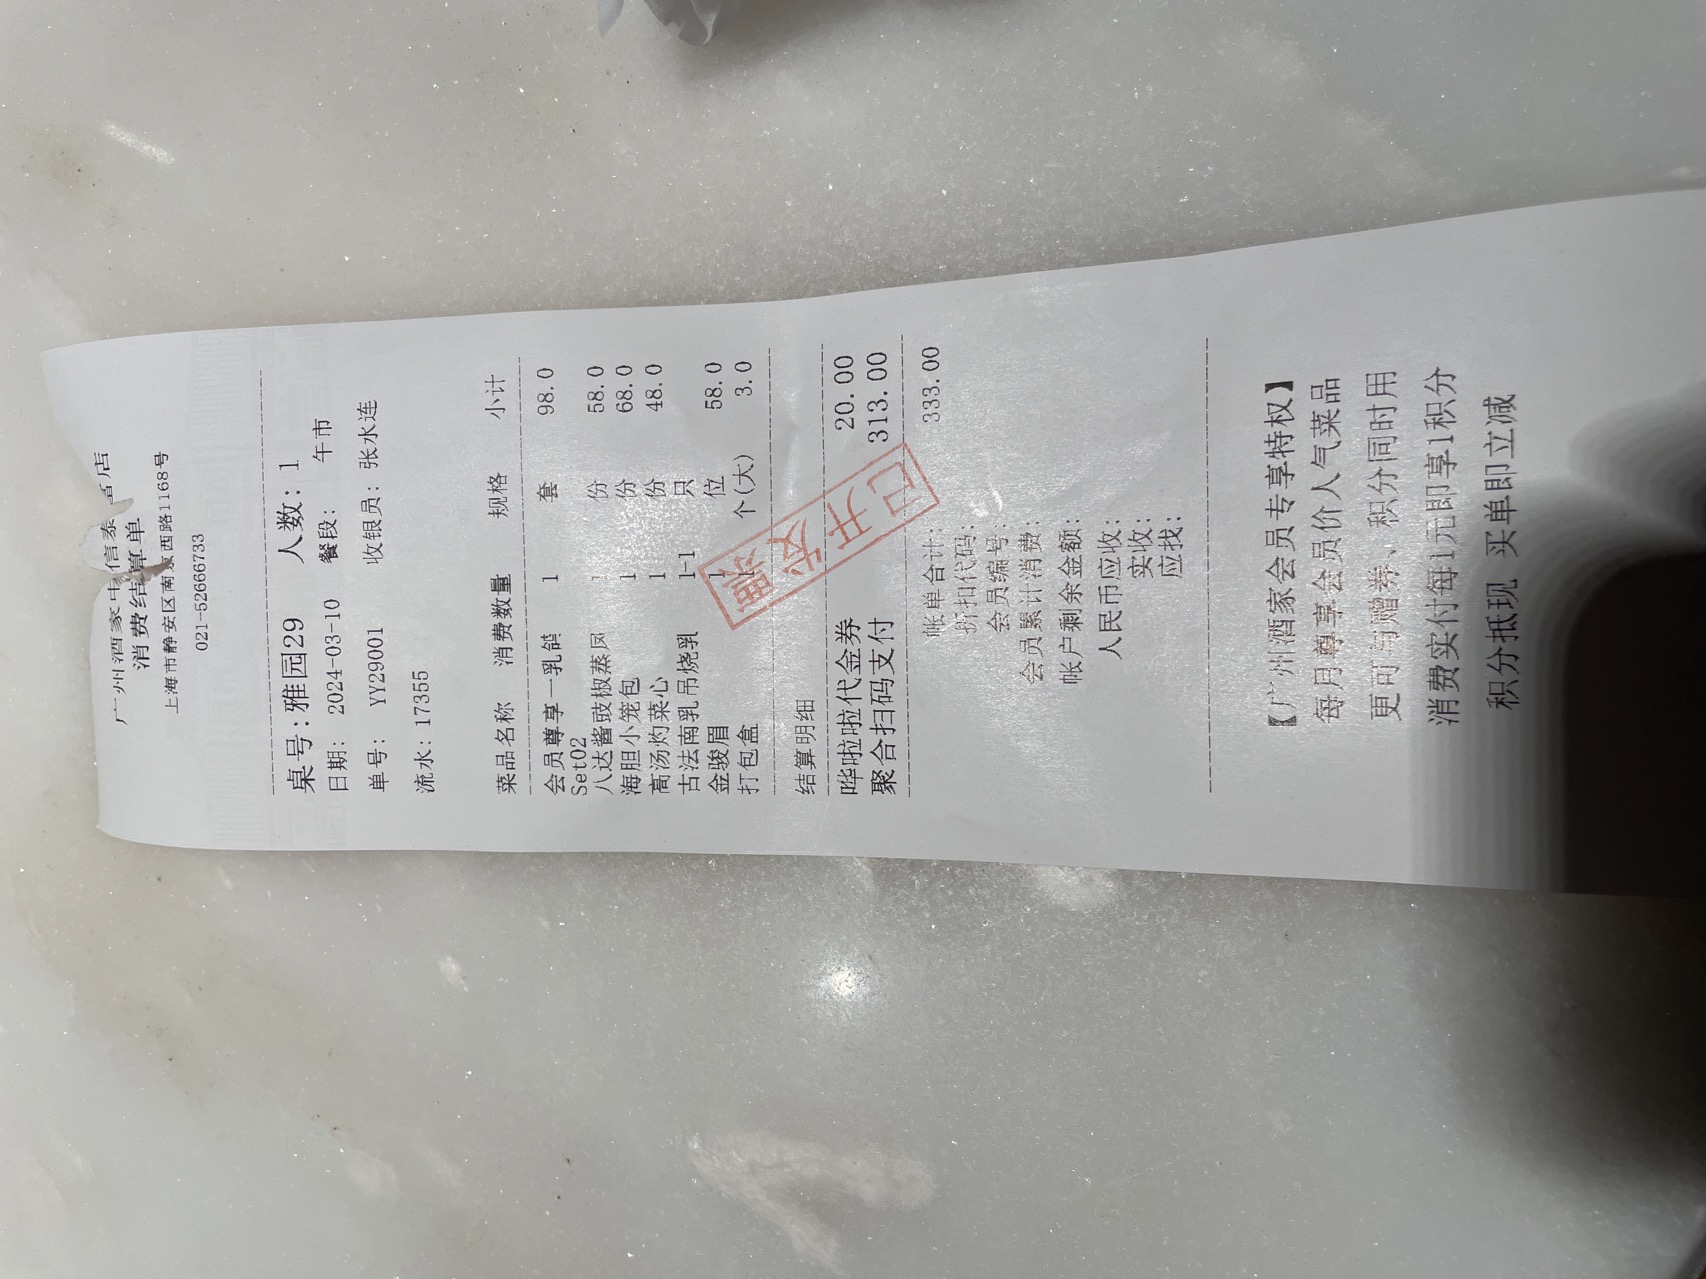 广州酒家中信泰 店
消费结算单
上海市静安区南京西路1168号
021-52666733
桌号:雅园29 人数:1
日期: 2024-03-10 餐段: 午市
单号: YY29001 收银员: 张水连
流水: 17355
菜品名称 消费数量 规格 小计
会员尊享一乳鸽 1 套 98.0
Set02
八达酱豉椒蒸凤 份 58.0
海胆小笼包 1 份 68.0
高汤灼菜心 1 份 48.0
古法南乳吊烧乳 1-1 只
金骏眉 1 位 58.0
打包盒 1 个(大) 3.0
结算明细
哗啦啦代金券 20.00
聚合扫码支付 313.00
已开发票
帐单合计: 333.00
折扣代码:
会员编号:
会员累计消费:
帐户剩余金额:
人民币应收:
实收:
应找:
【广州酒家会员专享特权】
每月尊享会员价人气菜品
更可与赠券、积分同时用
消费实付每1元即享1积分
积分抵现 买单即立减